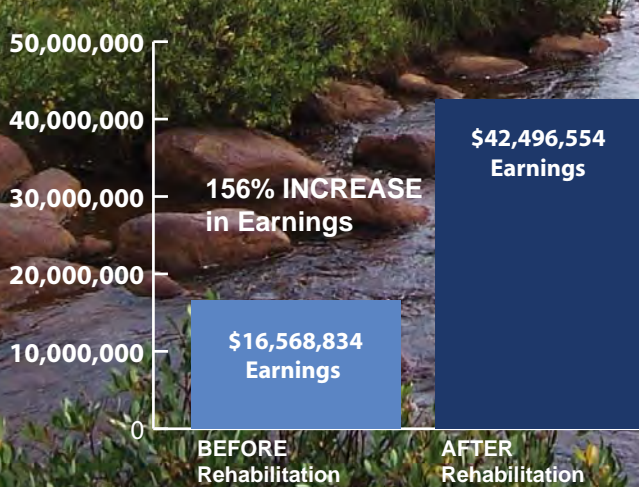 50,000,000
40,000,000
30,000,000
20,000,000
10,000,000
0
156% INCREASE
in Earnings
$16,568,834
Earnings
$42,496,554
Earnings
BEFORE
Rehabilitation
AFTER
Rehabilitation